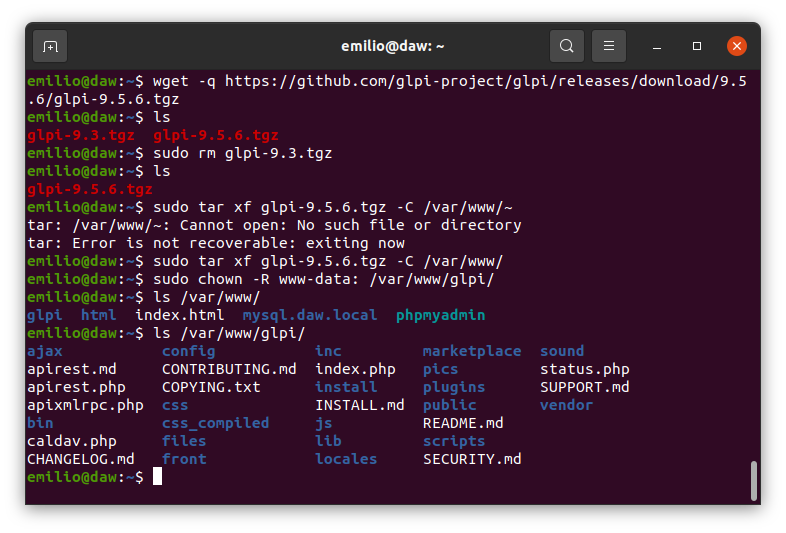 emilio@daw: ~
emilio@daw:~$ wget -q https://github.com/glpi-project/glpi/releases/download/9.5
.6/glpi-9.5.6.tgz
emilio@daw:~$ ls
glpi-9.3.tgz  glpi-9.5.6.tgz
emilio@daw:~$ sudo rm glpi-9.3.tgz
emilio@daw:~$ ls
glpi-9.5.6.tgz
emilio@daw:~$ sudo tar xf glpi-9.5.6.tgz -C /var/www/~
tar: /var/www/~: Cannot open: No such file or directory
tar: Error is not recoverable: exiting now
emilio@daw:~$ sudo tar xf glpi-9.5.6.tgz -C /var/www/
emilio@daw:~$ sudo chown -R www-data: /var/www/glpi/
emilio@daw:~$ ls /var/www/
glpi  html  index.html  mysql.daw.local  phpmyadmin
emilio@daw:~$ ls /var/www/glpi/
ajax           config           inc         marketplace  sound
apirest.md     CONTRIBUTING.md  index.php   pics         status.php
apirest.php    COPYING.txt      install     plugins      SUPPORT.md
apixmlrpc.php  css              INSTALL.md  public       vendor
bin            css_compiled     js          README.md
caldav.php     files            lib         scripts
CHANGELOG.md   front            locales     SECURITY.md
emilio@daw:~$